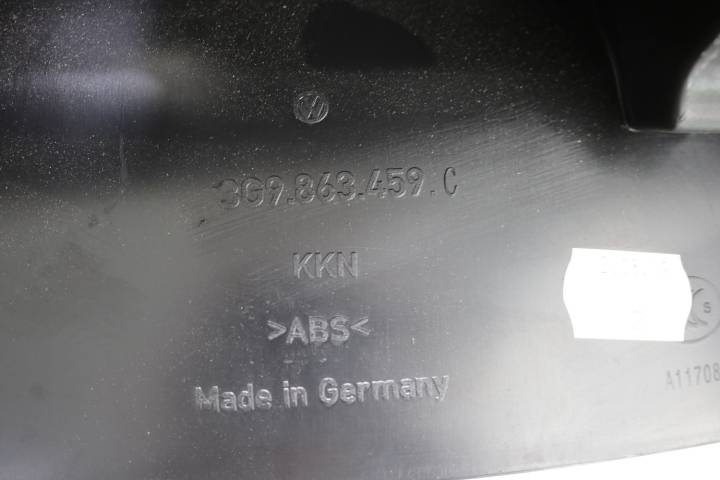 3G9.863.459.C
KKN
>ABS<
Made in Germany
S
A11708